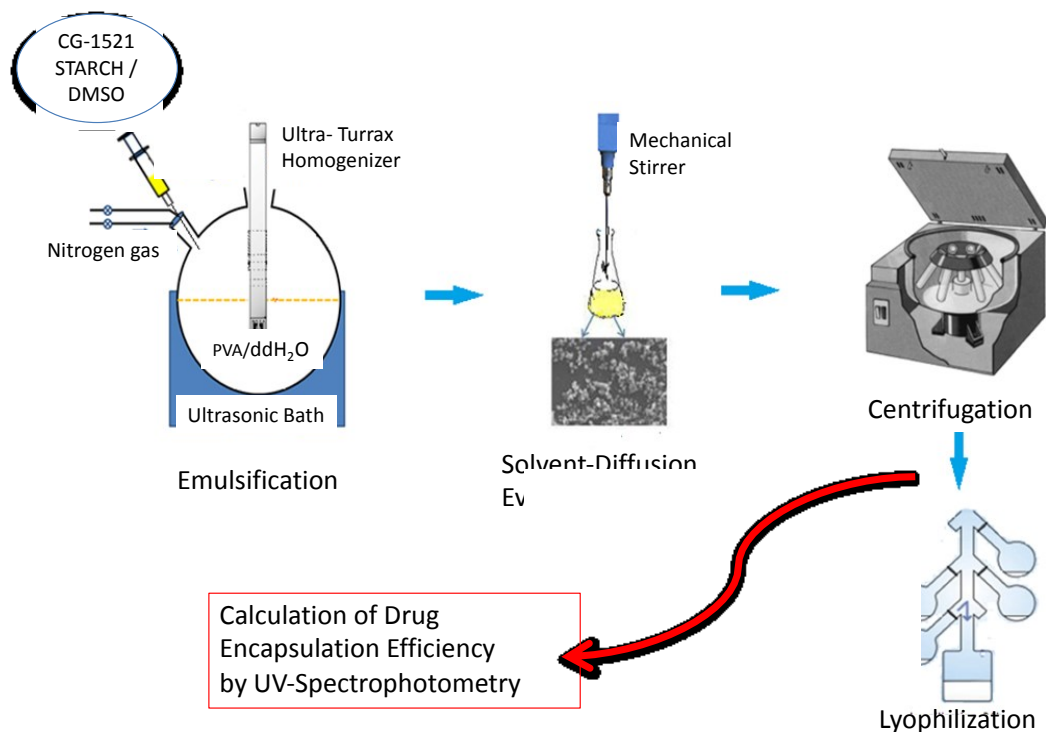 CG-1521
STARCH /
DMSO
Ultra- Turrax
Homogenizer
Nitrogen gas
PVA/ddH₂O
Ultrasonic Bath
Emulsification
Mechanical
Stirrer
Solvent-Diffusion
Centrifugation
Calculation of Drug
Encapsulation Efficiency
by UV-Spectrophotometry
Lyophilization